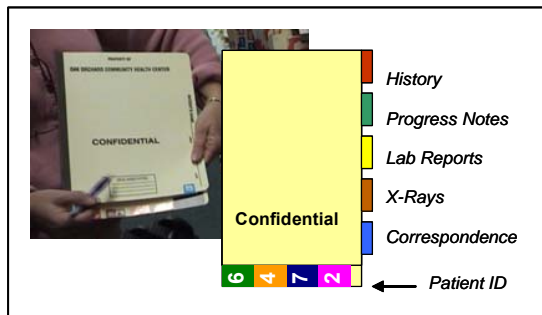 PROPERTY OF
CONFIDENTIAL
Confidential
History
Progress Notes
Lab Reports
X-Rays
Correspondence
Patient ID
6 4 7 2